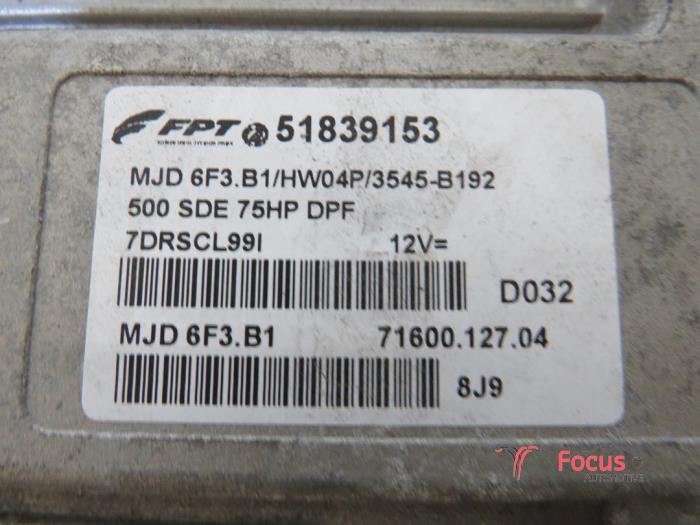 FPT 51839153
MJD 6F3.B1/HW04P/3545-B192
500 SDE 75HP DPF
7DRSCL99I 12V=
D032
MJD 6F3.B1 71600.127.04
8J9
Focus
AUTOMOTIVE